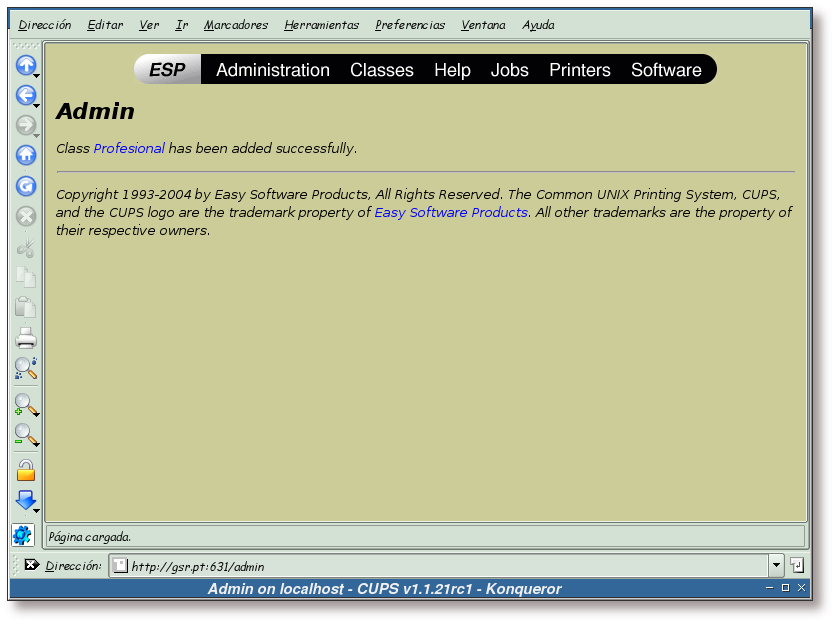 Dirección Editar Ver Ir Marcadores Herramientas Preferencias Ventana Ayuda
ESP Administration Classes Help Jobs Printers Software
Admin
Class Profesional has been added successfully.
Copyright 1993-2004 by Easy Software Products, All Rights Reserved. The Common UNIX Printing System, CUPS,
and the CUPS logo are the trademark property of Easy Software Products. All other trademarks are the property of
their respective owners.
Página cargada.
Dirección: http://gsr.pt:631/admin
Admin on localhost - CUPS v1.1.21rc1 - Konqueror